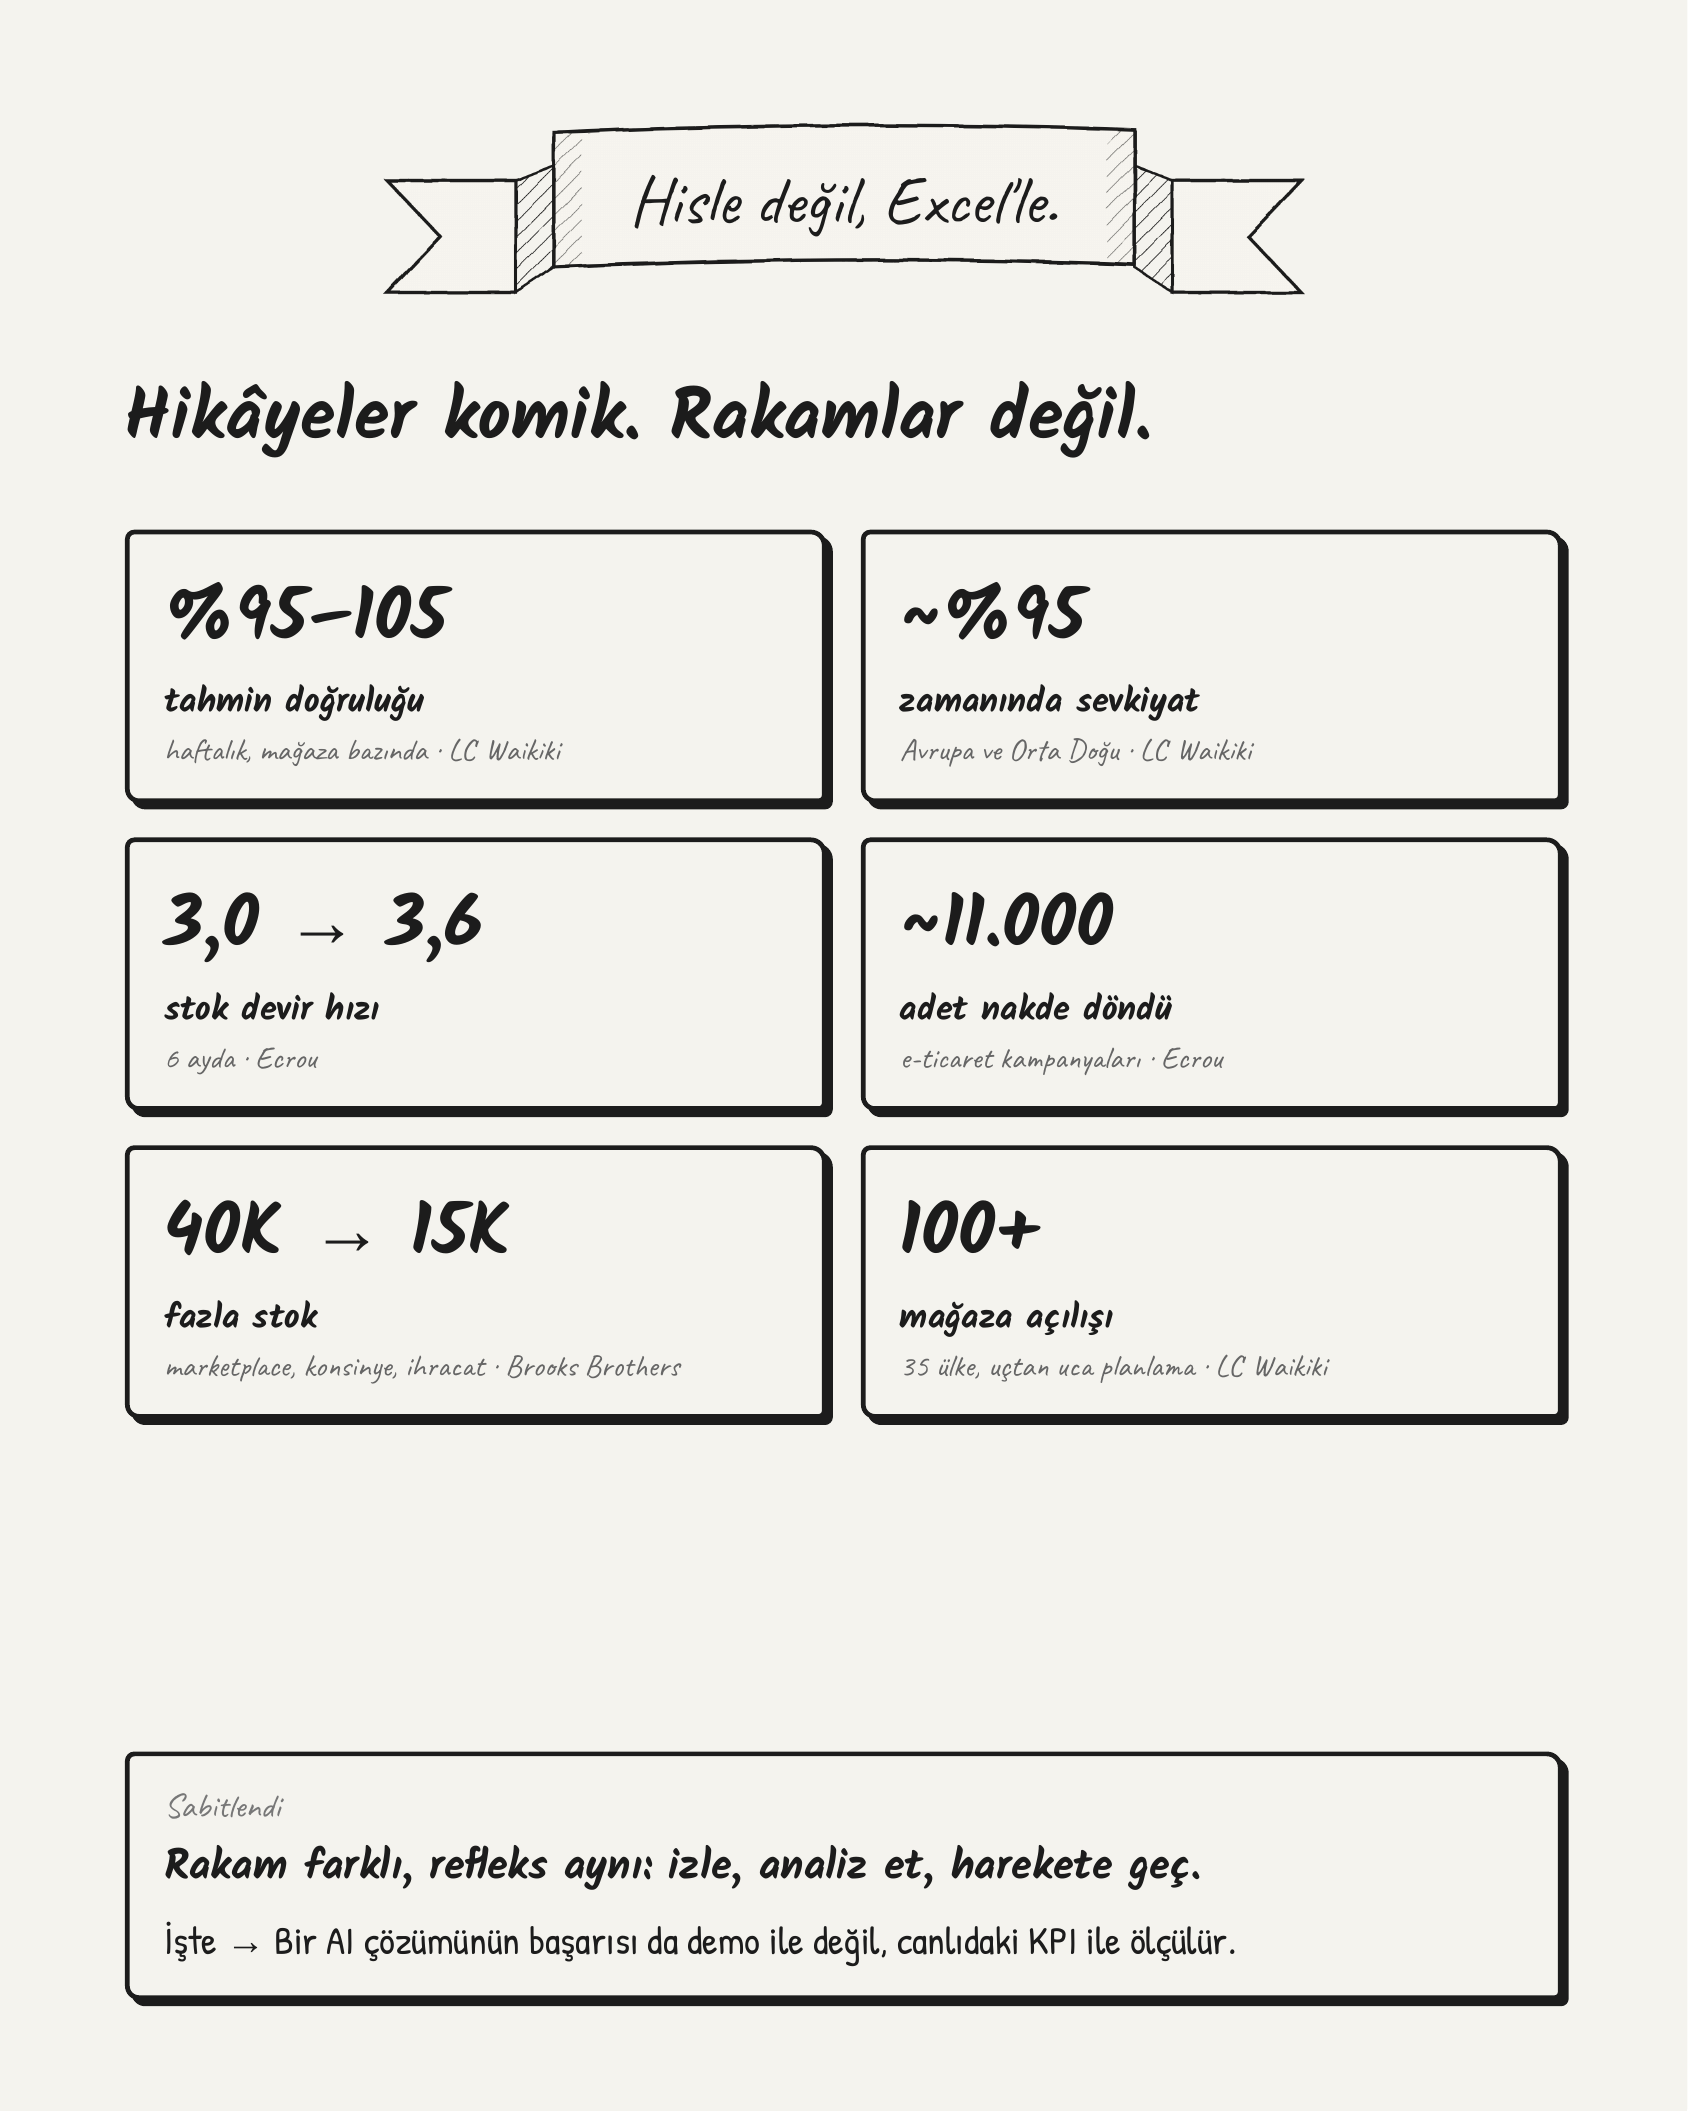 Hisle değil, Excel'le.
Hikâyeler komik. Rakamlar değil.
%95–105
tahmin doğruluğu
haftalık, mağaza bazında · LC Waikiki
~%95
zamanında sevkiyat
Avrupa ve Orta Doğu · LC Waikiki
3,0 → 3,6
stok devir hızı
6 ayda · Ecrou
~11.000
adet nakde döndü
e-ticaret kampanyaları · Ecrou
40K → 15K
fazla stok
marketplace, konsinye, ihracat · Brooks Brothers
100+
mağaza açılışı
35 ülke, uçtan uca planlama · LC Waikiki
Sabitlendi
Rakam farklı, refleks aynı: izle, analiz et, harekete geç.
İşte → Bir AI çözümünün başarısı da demo ile değil, canlıdaki KPI ile ölçülür.